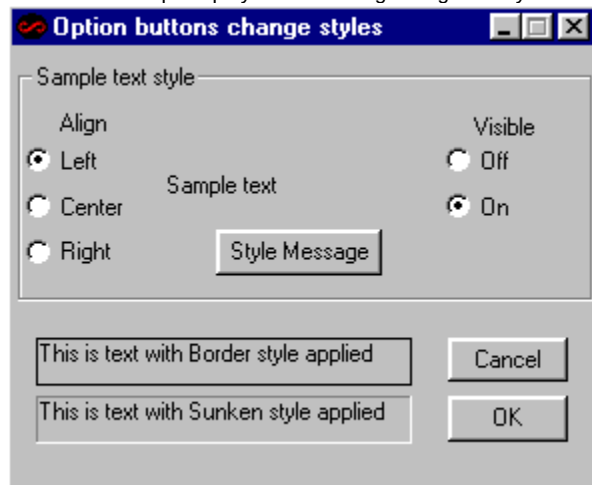 Option buttons change styles
Sample text style
Align
Visible
Left
Off
Sample text
Center
On
Right
Style Message
This is text with Border style applied
Cancel
This is text with Sunken style applied
OK